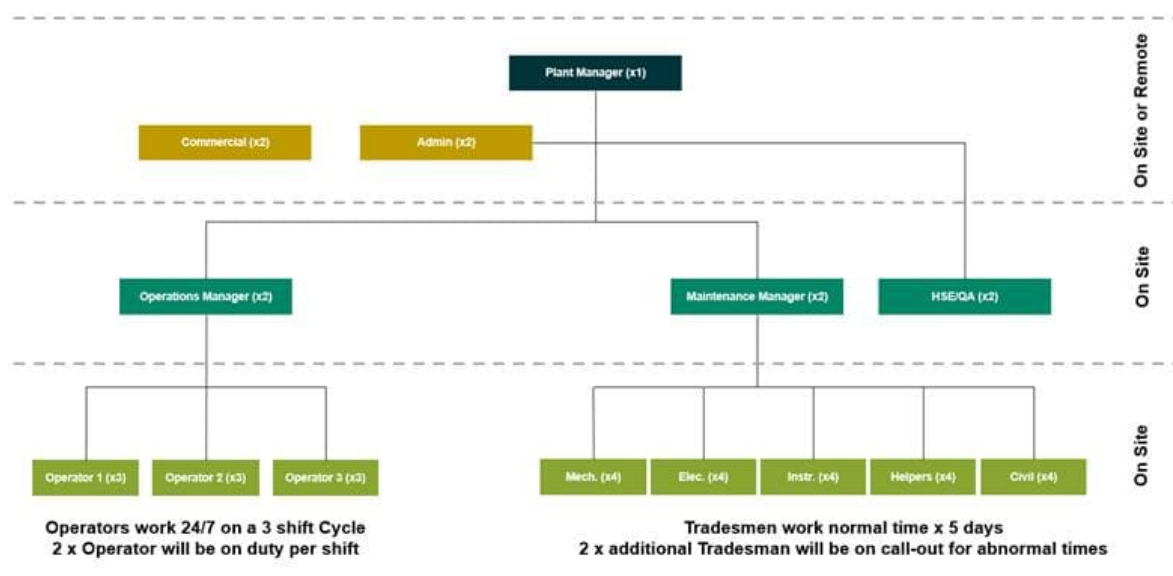 Plant Manager (x1)
Commercial (x2)
Admin (x2)
On Site or Remote
Operations Manager (x2)
Maintenance Manager (x2)
HSE/QA (x2)
On Site
Operator 1 (x3)
Operator 2 (x3)
Operator 3 (x3)
Mech. (x4)
Elec. (x4)
Instr. (x4)
Helpers (x4)
Civil (x4)
On Site
Operators work 24/7 on a 3 shift Cycle
2 x Operator will be on duty per shift
Tradesmen work normal time x 5 days
2 x additional Tradesman will be on call-out for abnormal times